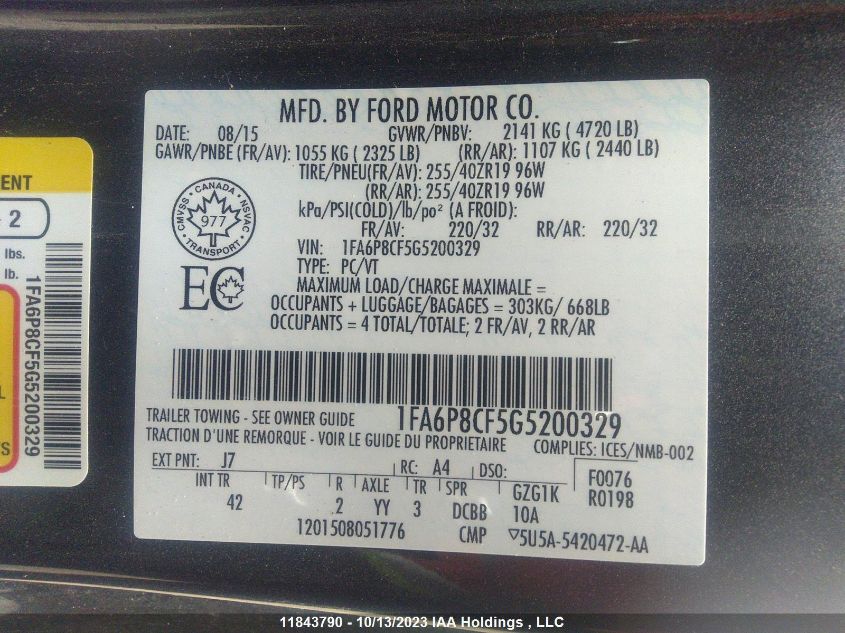 MFD. BY FORD MOTOR CO.
DATE: 08/15 GVWR/PNBV: 2141 KG ( 4720 LB)
GAWR/PNBE (FR/AV): 1055 KG ( 2325 LB) (RR/AR): 1107 KG ( 2440 LB)
TIRE/PNEU(FR/AV): 255/40ZR19 96W
(RR/AR): 255/40ZR19 96W
kPa/PSI(COLD)/lb/po² (A FROID):
FR/AV: 220/32 RR/AR: 220/32
VIN: 1FA6P8CF5G5200329
TYPE: PC/VT
MAXIMUM LOAD/CHARGE MAXIMALE =
OCCUPANTS + LUGGAGE/BAGAGES = 303KG/ 668LB
OCCUPANTS = 4 TOTAL/TOTALE; 2 FR/AV, 2 RR/AR
CANADA
CMVSS
NSVAC
977
TRANSPORT
EC
1FA6P8CF5G5200329
TRAILER TOWING - SEE OWNER GUIDE
TRACTION D'UNE REMORQUE - VOIR LE GUIDE DU PROPRIETAIRE
COMPLIES: ICES/NMB-002
EXT PNT: J7 RC: A4 DSO: F0076
INT TR TP/PS R AXLE TR SPR GZG1K R0198
42 2 YY 3 DCBB 10A
1201508051776 CMP ▽5U5A-5420472-AA
ENT
2
lbs.
lb.
1FA6P8CF5G5200329
L
TS
11843790 - 10/13/2023 IAA Holdings , LLC